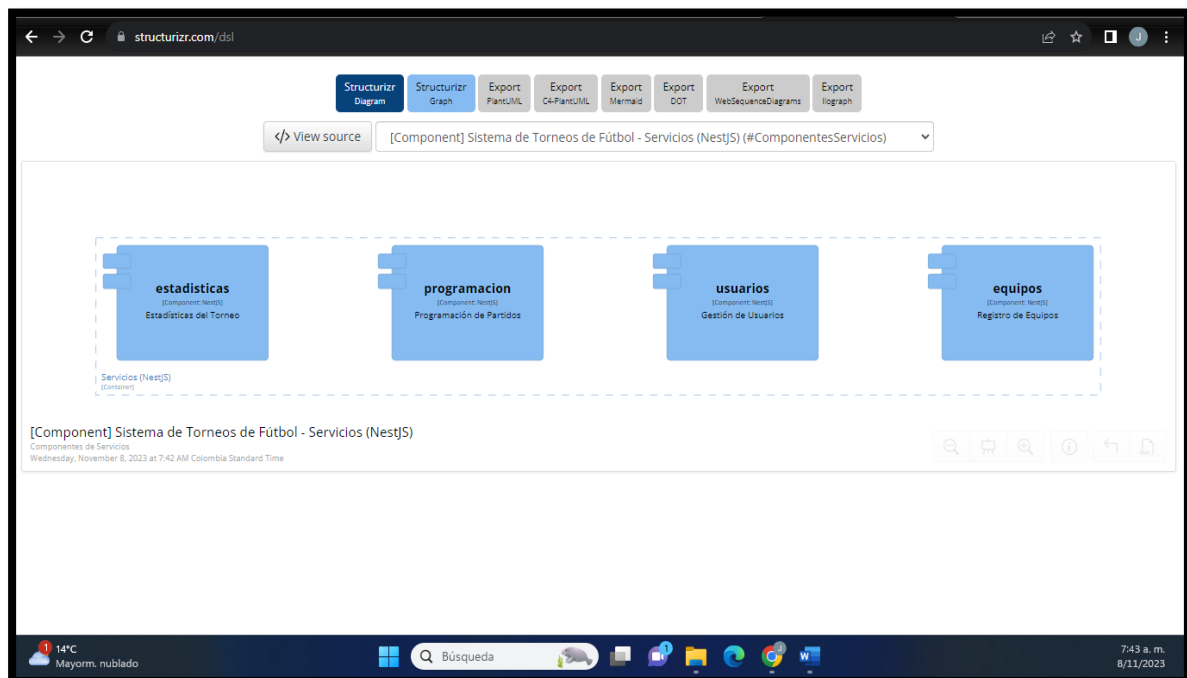 structurizr.com/dsl
J
Structurizr
Diagram
Structurizr
Graph
Export
PlantUML
Export
C4-PlantUML
Export
Mermaid
Export
DOT
Export
WebSequenceDiagrams
Export
Ilograph
</> View source
[Component] Sistema de Torneos de Fútbol - Servicios (NestJS) (#ComponentesServicios)
estadisticas
[Component: NestJS]
Estadísticas del Torneo
programacion
[Component: NestJS]
Programación de Partidos
usuarios
[Component: NestJS]
Gestión de Usuarios
equipos
[Component: NestJS]
Registro de Equipos
Servicios (NestJS)
[Container]
[Component] Sistema de Torneos de Fútbol - Servicios (NestJS)
Componentes de Servicios
Wednesday, November 8, 2023 at 7:42 AM Colombia Standard Time
1
14°C
Mayorm. nublado
Búsqueda
1
J
W
7:43 a. m.
8/11/2023